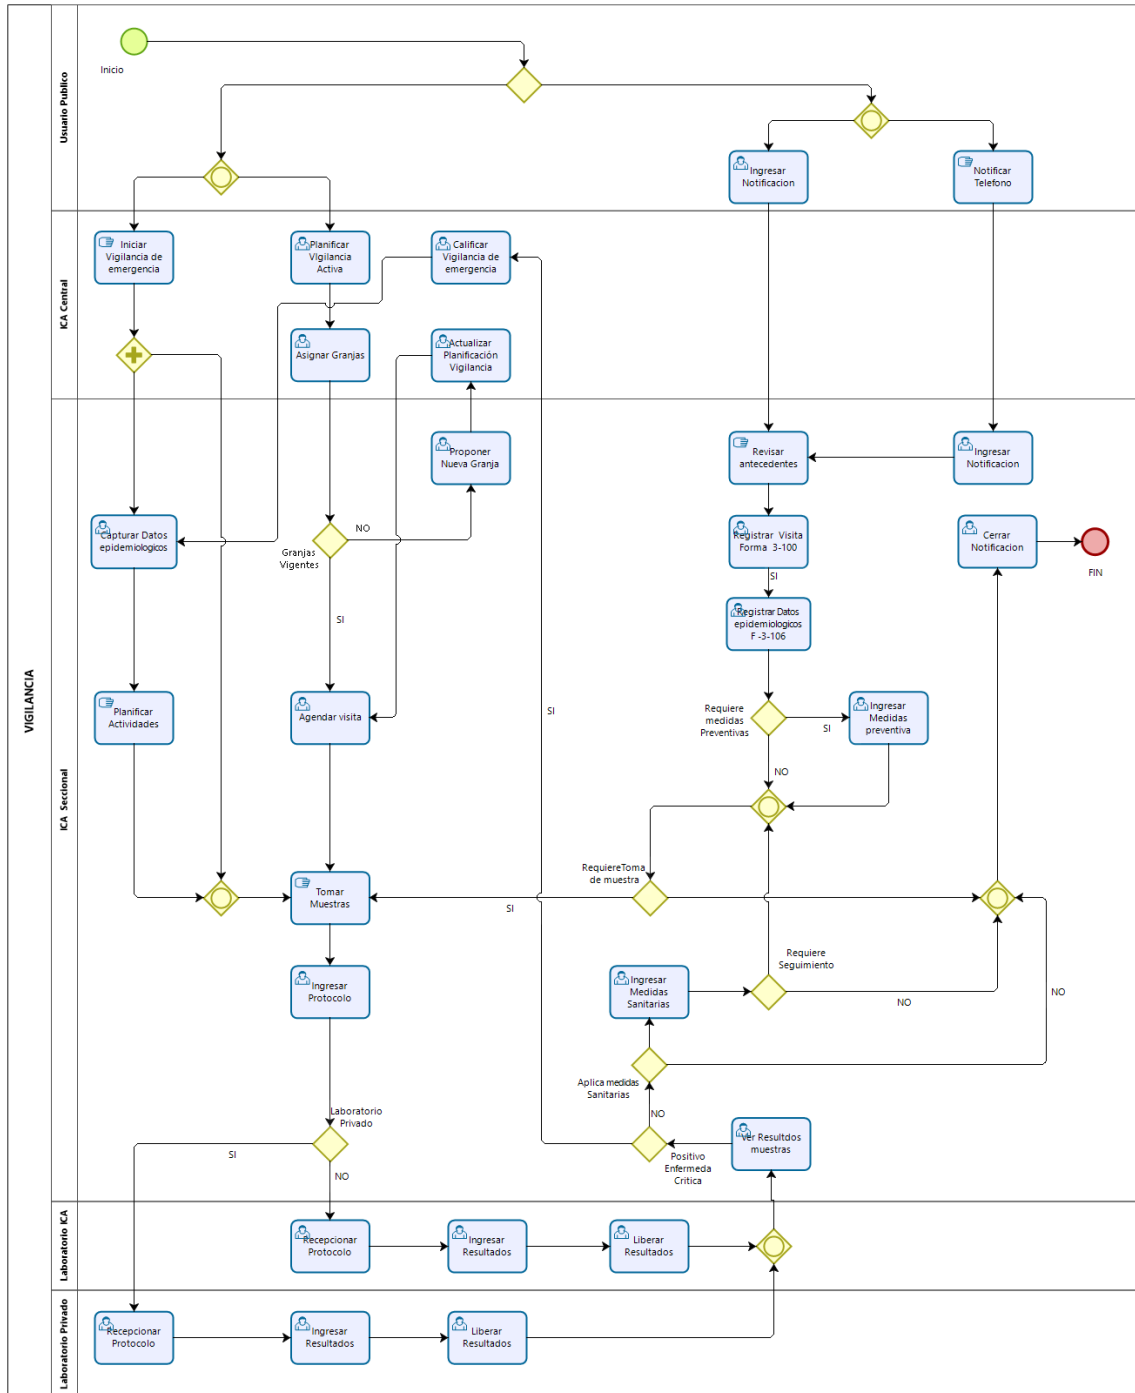 VIGILANCIA
Usuario Publico
Inicio
Ingresar
Notificacion
Notificar
Telefono
ICA Central
Iniciar
Vigilancia de
emergencia
Planificar
VIgilancia
Activa
Calificar
Vigilancia de
emergencia
Asignar Granjas
Actualizar
Planificación
Vigilancia
ICA Seccional
Proponer
Nueva Granja
Revisar
antecedentes
Ingresar
Notificacion
Capturar Datos
epidemiologicos
NO
Granjas
Vigentes
Registrar Visita
Forma 3-100
Cerrar
Notificacion
FIN
SI
Registrar Datos
epidemiologicos
F -3-106
SI
Planificar
Actividades
Agendar visita
SI
Requiere
medidas
Preventivas
SI
Ingresar
Medidas
preventiva
NO
RequiereToma
de muestra
Tomar
Muestras
SI
Requiere
Seguimiento
Ingresar
Protocolo
Ingresar
Medidas
Sanitarias
NO
NO
Aplica medidas
Sanitarias
NO
Laboratorio
Privado
SI
NO
Positivo
Enfermeda
Critica
Ver Resultdos
muestras
Laboratorio ICA
Recepcionar
Protocolo
Ingresar
Resultados
Liberar
Resultados
Laboratorio Privado
Recepcionar
Protocolo
Ingresar
Resultados
Liberar
Resultados